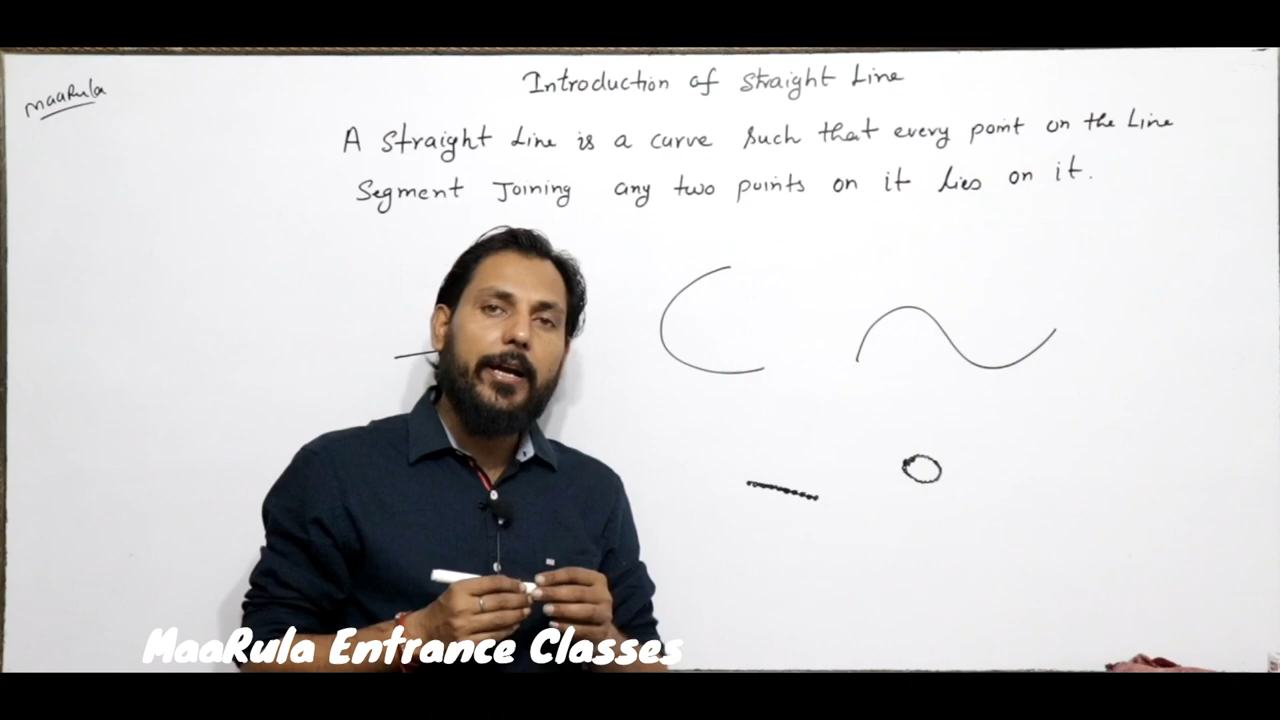 MaaRula
Introduction of Straight Line
A Straight Line is a curve such that every point on the Line
Segment Joining any two points on it lies on it.
MaaRula Entrance Classes